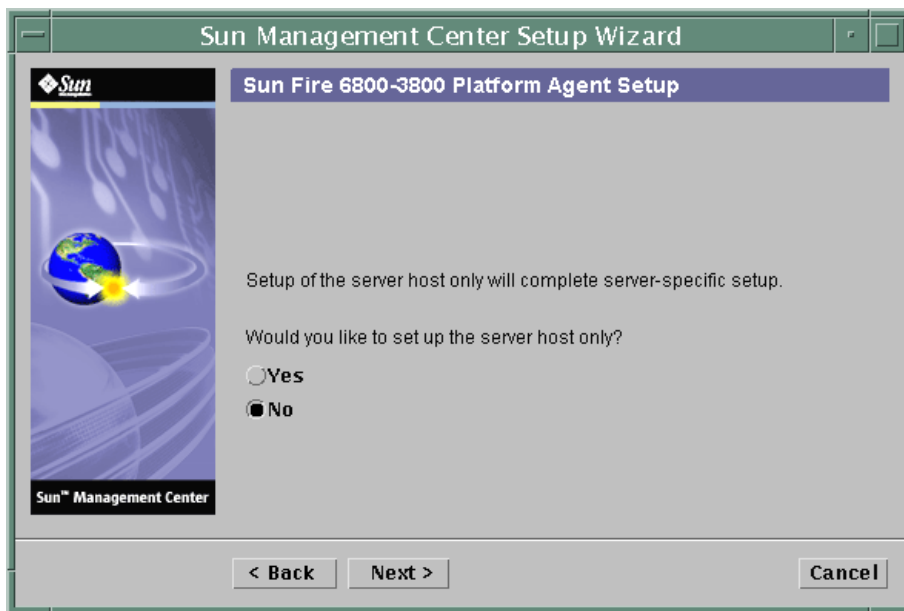 Sun Management Center Setup Wizard
Sun
Sun Fire 6800-3800 Platform Agent Setup
Setup of the server host only will complete server-specific setup.
Would you like to set up the server host only?
Yes
No
Sun™ Management Center
< Back
Next >
Cancel